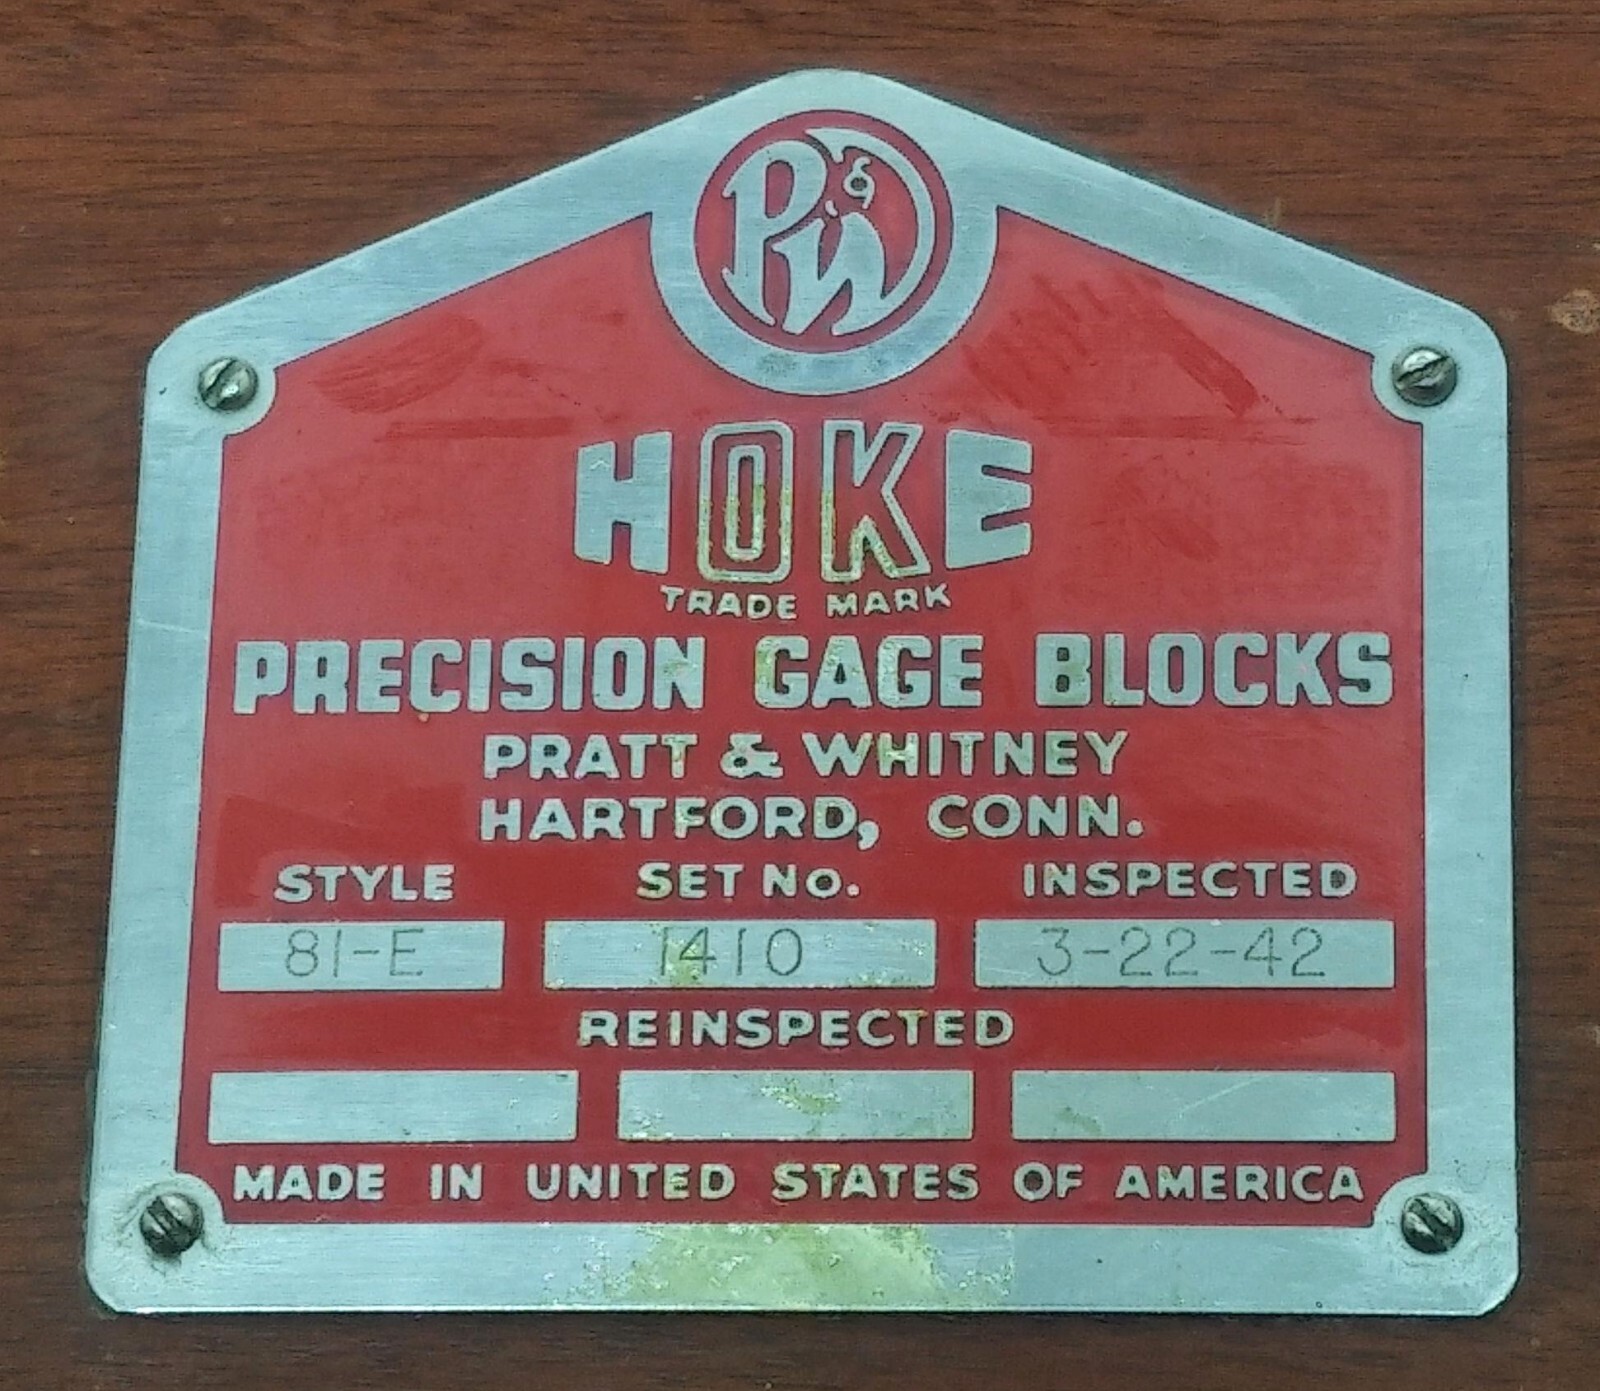 P&W
HOKE
TRADE MARK
PRECISION GAGE BLOCKS
PRATT & WHITNEY
HARTFORD, CONN.
STYLE SET NO. INSPECTED
81-E 1410 3-22-42
REINSPECTED
MADE IN UNITED STATES OF AMERICA